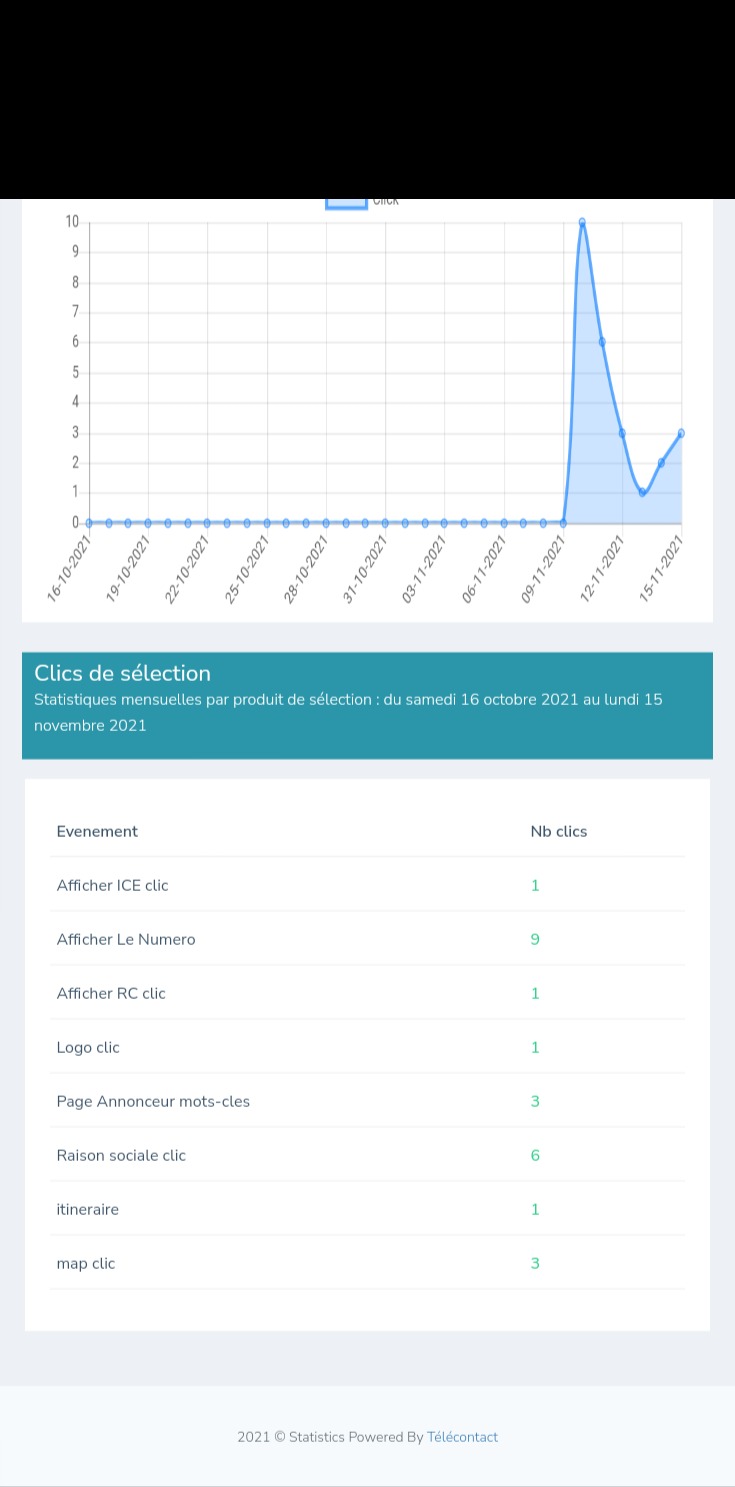 Click
10
9
8
7
6
5
4
3
2
1
0
16-10-2021
19-10-2021
22-10-2021
25-10-2021
28-10-2021
31-10-2021
03-11-2021
06-11-2021
09-11-2021
12-11-2021
15-11-2021
Clics de sélection
Statistiques mensuelles par produit de sélection : du samedi 16 octobre 2021 au lundi 15
novembre 2021
Evenement Nb clics
Afficher ICE clic 1
Afficher Le Numero 9
Afficher RC clic 1
Logo clic 1
Page Annonceur mots-cles 3
Raison sociale clic 6
itineraire 1
map clic 3
2021 © Statistics Powered By Télécontact